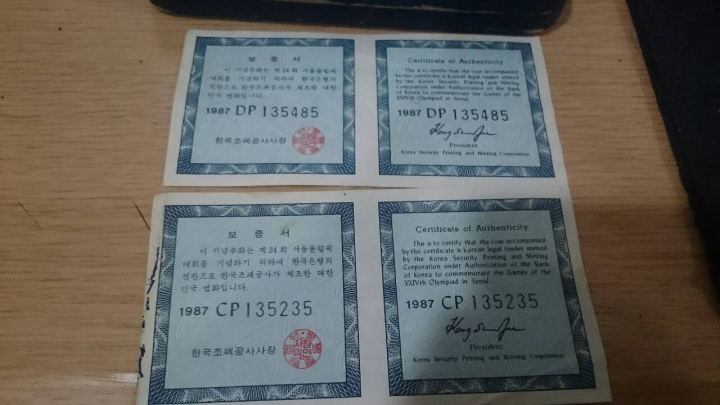 보 증 서
이 기념주화는 제 24 회 서울올림픽
대회를 기념하기 위하여 한국은행의
권한으로 한국조폐공사가 제조한 대한
민국 법화입니다.
1987 DP 135485
한국조폐공사사장
Certificate of Authenticity
This is to certify that the coin accompanied
by this certificate is Korean legal tender minted
by the Korea Security Printing and Minting
Corporation under Authorization of the Bank
of Korea to commemorate the Games of the
XXIVth Olympiad in Seoul.
1987 DP 135485
President
Korea Security Printing and Minting Corporation
보 증 서
이 기념주화는 제 24 회 서울올림픽
대회를 기념하기 위하여 한국은행의
권한으로 한국조폐공사가 제조한 대한
민국 법화입니다.
1987 CP 135235
한국조폐공사사장
Certificate of Authenticity
This is to certify that the coin accompanied
by this certificate is Korean legal tender minted
by the Korea Security Printing and Minting
Corporation under Authorization of the Bank
of Korea to commemorate the Games of the
XXIVth Olympiad in Seoul.
1987 CP 135235
President
Korea Security Printing and Minting Corporation